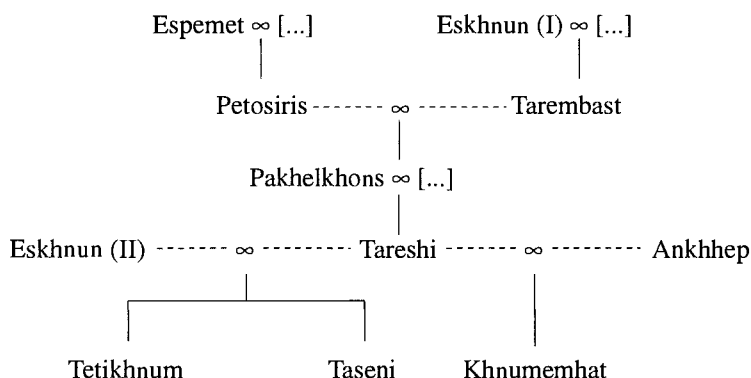 Espemet ∞ [...] Eskhnun (I) ∞ [...]
Petosiris ∞ Tarembast
Pakhelkhons ∞ [...]
Eskhnun (II) ∞ Tareshi ∞ Ankhhep
Tetikhnum Taseni Khnumemhat